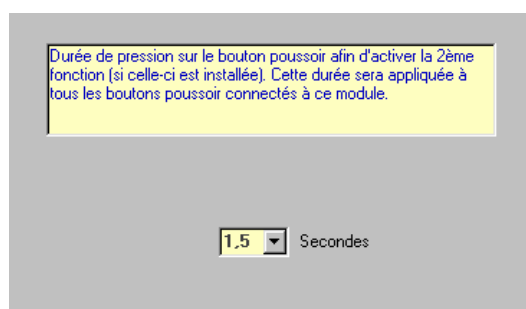 Durée de pression sur le bouton poussoir afin d'activer la 2ème
fonction (si celle-ci est installée). Cette durée sera appliquée à
tous les boutons poussoir connectés à ce module.
1,5 Secondes